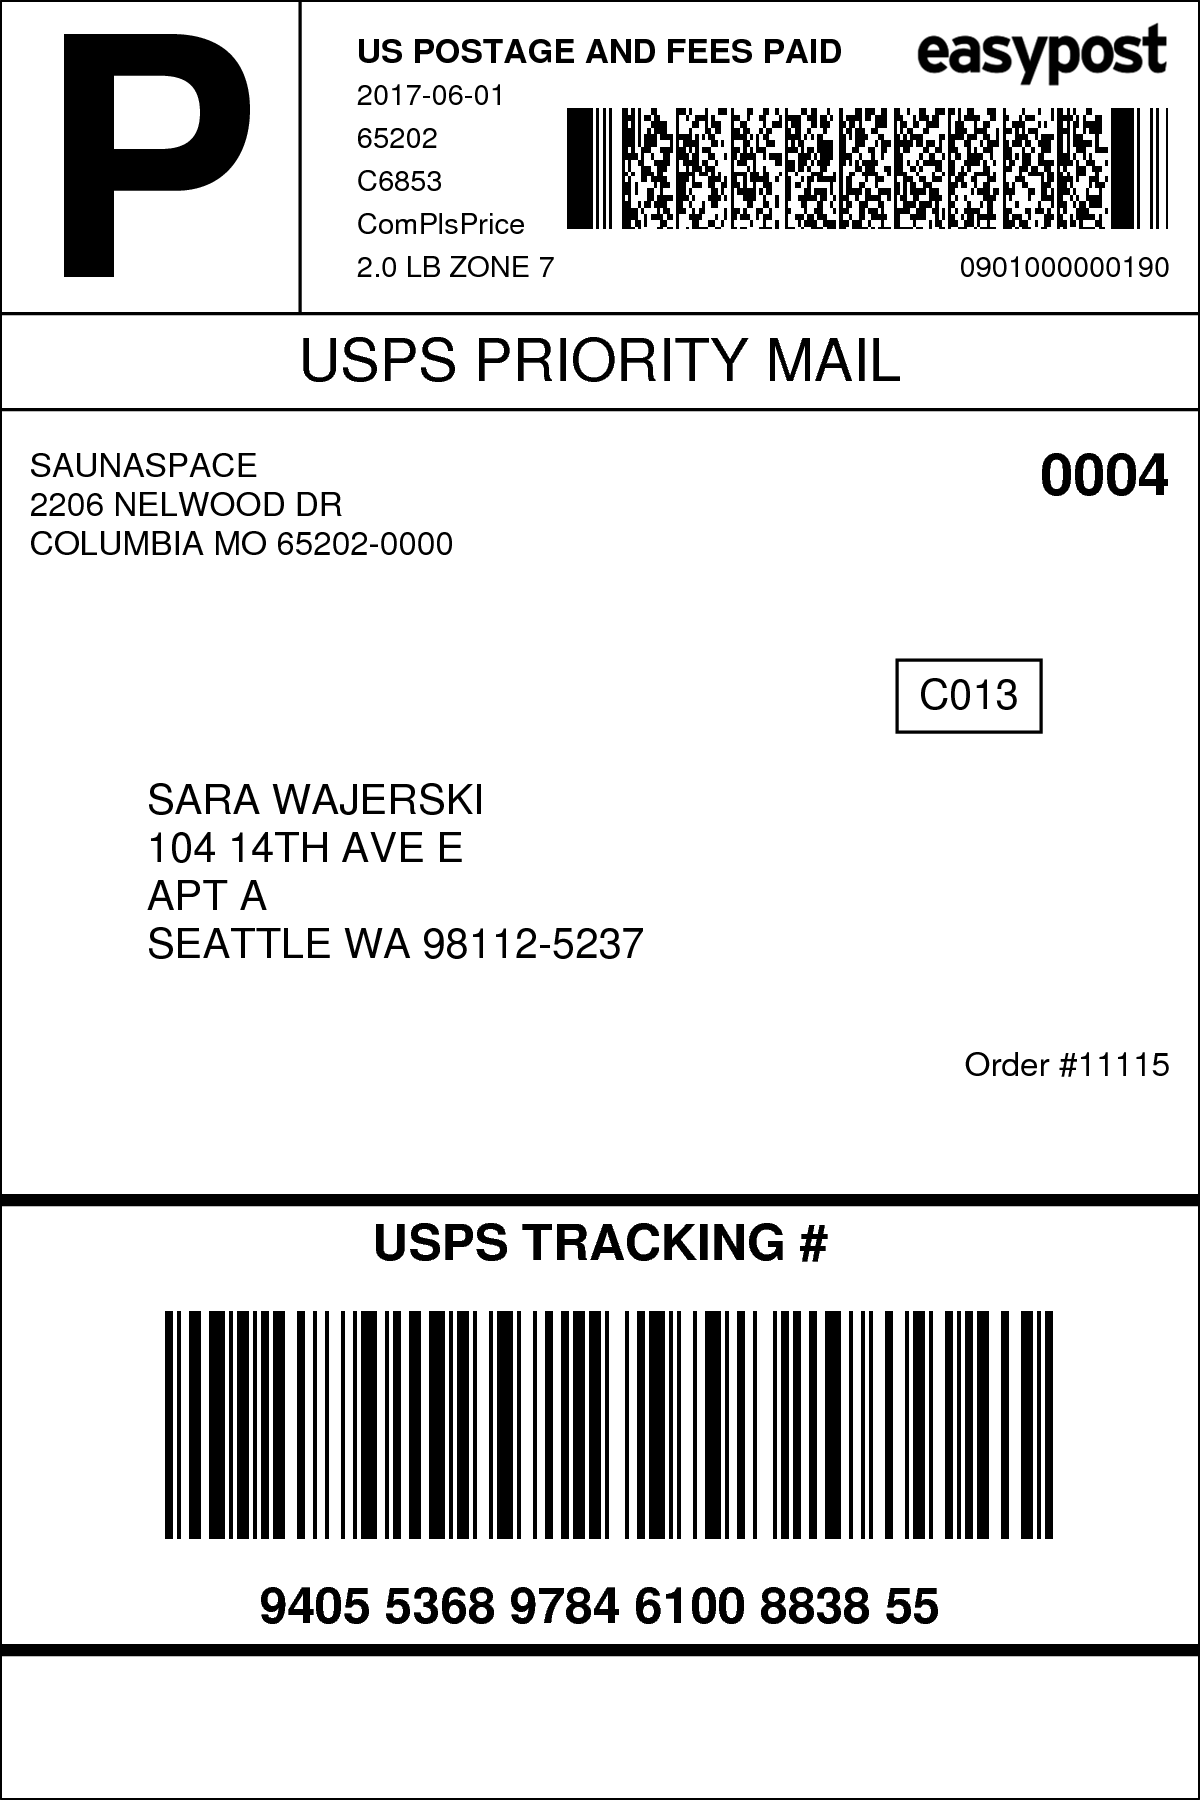 P
US POSTAGE AND FEES PAID
easypost
2017-06-01
65202
C6853
ComPlsPrice
2.0 LB ZONE 7
0901000000190
USPS PRIORITY MAIL
SAUNASPACE
2206 NELWOOD DR
COLUMBIA MO 65202-0000
0004
C013
SARA WAJERSKI
104 14TH AVE E
APT A
SEATTLE WA 98112-5237
Order #11115
USPS TRACKING #
9405 5368 9784 6100 8838 55